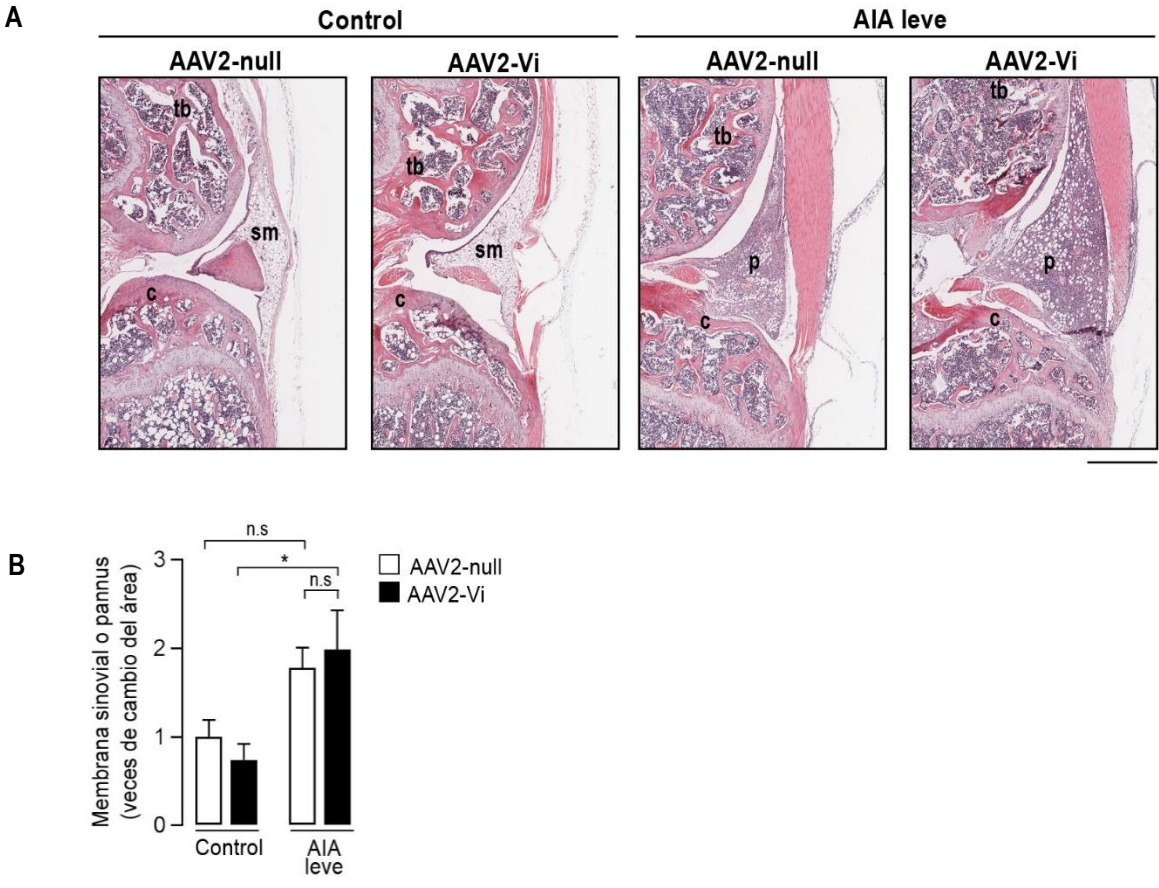 A
Control
AIA leve
AAV2-null
AAV2-Vi
AAV2-null
AAV2-Vi
tb
sm
c
tb
sm
c
tb
p
c
tb
p
c
B
Membrana sinovial o pannus
(veces de cambio del área)
3
2
1
0
n.s
*
n.s
AAV2-null
AAV2-Vi
Control
AIA
leve